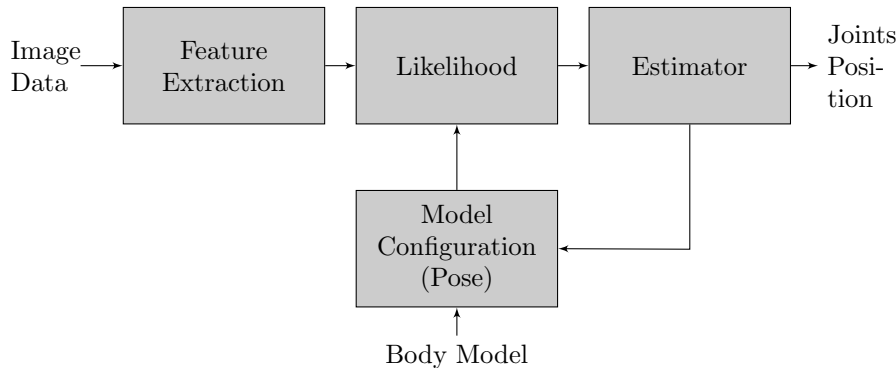 Image
Data
Feature
Extraction
Likelihood
Estimator
Joints
Posi-
tion
Model
Configuration
(Pose)
Body Model